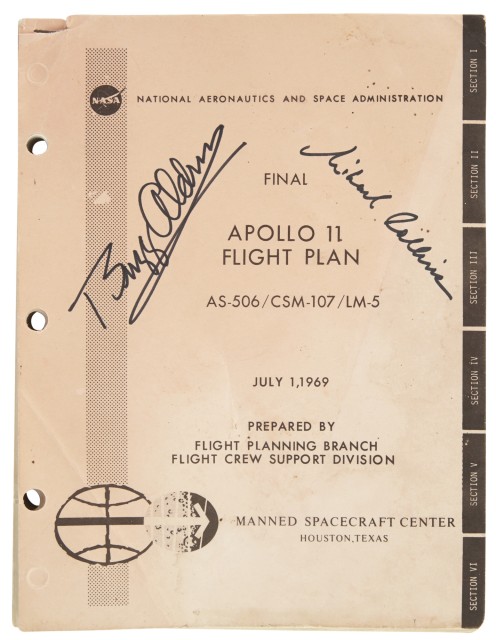 NASA
NATIONAL AERONAUTICS AND SPACE ADMINISTRATION
Buzz Aldrin
Michael Collins
FINAL
APOLLO 11
FLIGHT PLAN
AS-506/CSM-107/LM-5
JULY 1,1969
PREPARED BY
FLIGHT PLANNING BRANCH
FLIGHT CREW SUPPORT DIVISION
MANNED SPACECRAFT CENTER
HOUSTON,TEXAS
SECTION I
SECTION II
SECTION III
SECTION IV
SECTION V
SECTION VI